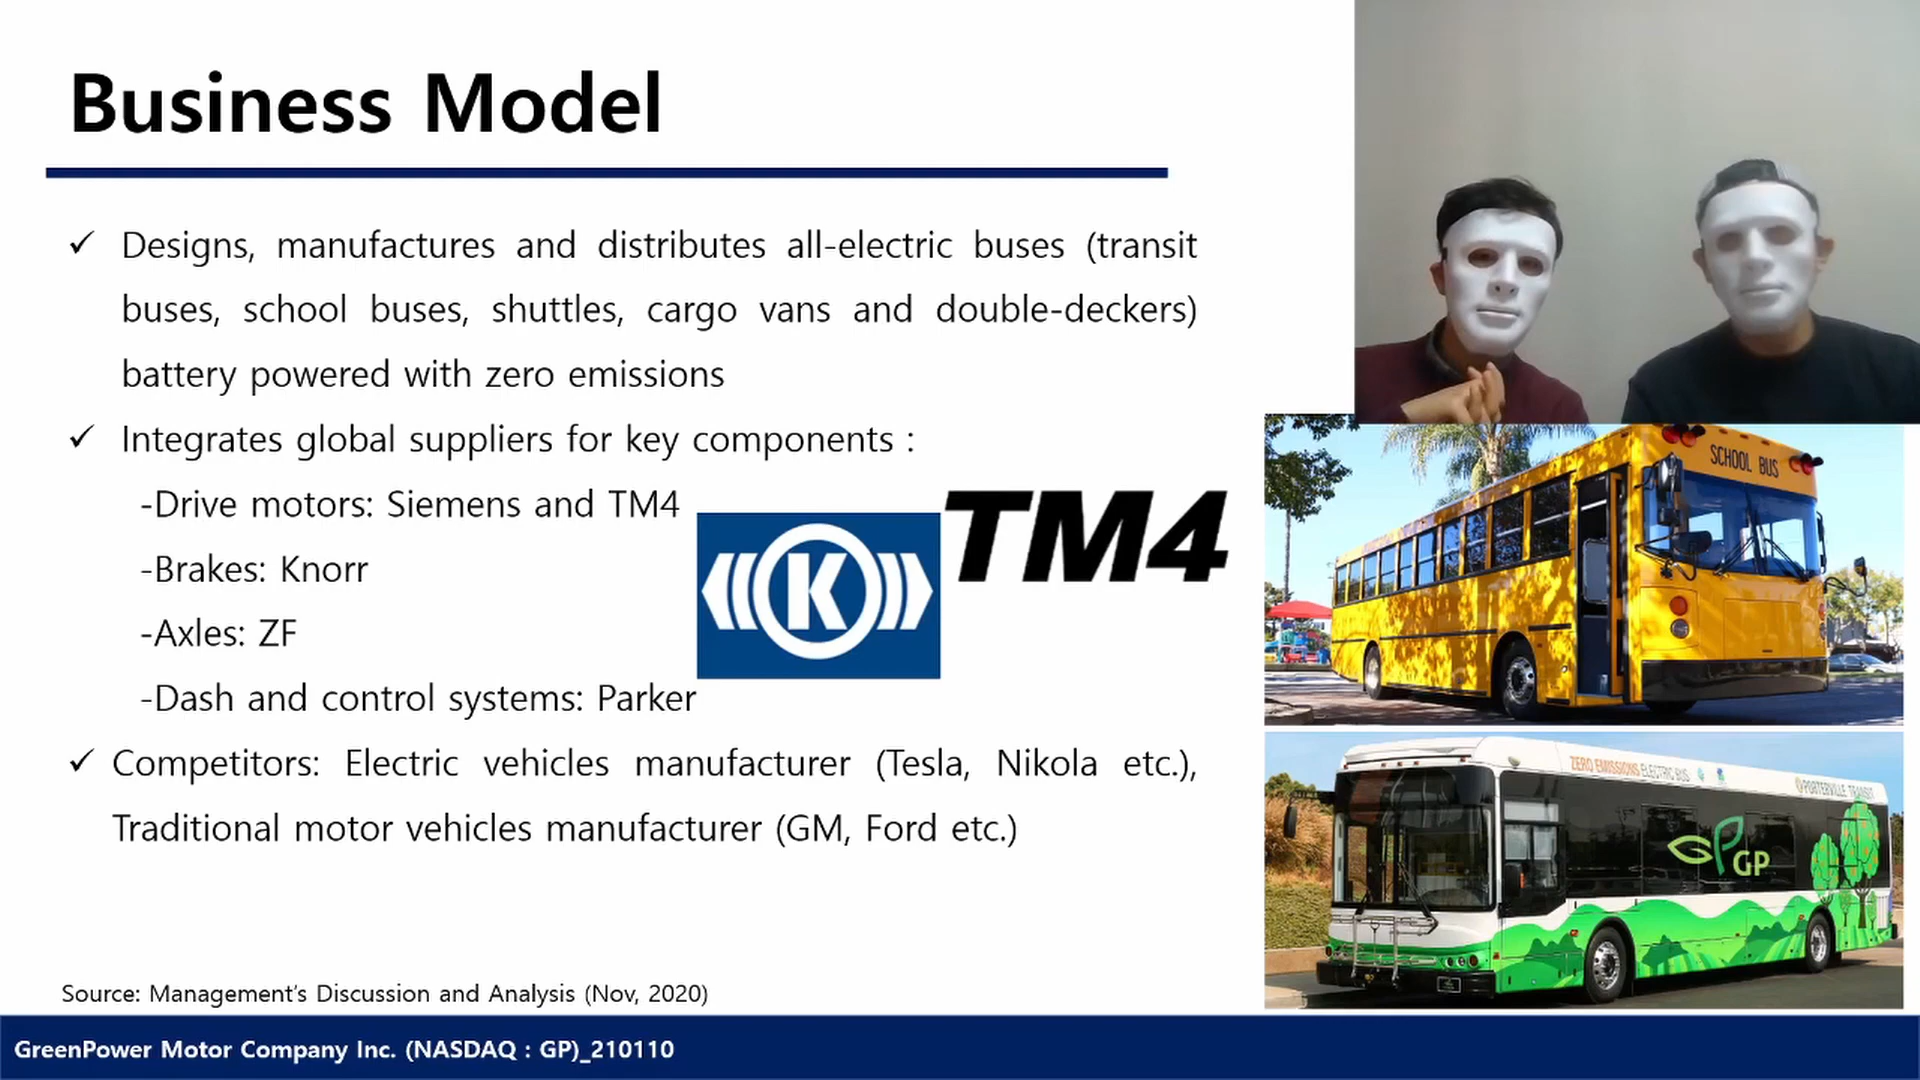 Business Model
✓ Designs, manufactures and distributes all-electric buses (transit
buses, school buses, shuttles, cargo vans and double-deckers)
battery powered with zero emissions
✓ Integrates global suppliers for key components :
-Drive motors: Siemens and TM4
-Brakes: Knorr
-Axles: ZF
-Dash and control systems: Parker
K
TM4
✓ Competitors: Electric vehicles manufacturer (Tesla, Nikola etc.),
Traditional motor vehicles manufacturer (GM, Ford etc.)
SCHOOL BUS
ZERO EMISSIONS ELECTRIC BUS
PORTERVILLE TRANSIT
GP
Source: Management's Discussion and Analysis (Nov, 2020)
GreenPower Motor Company Inc. (NASDAQ : GP)_210110